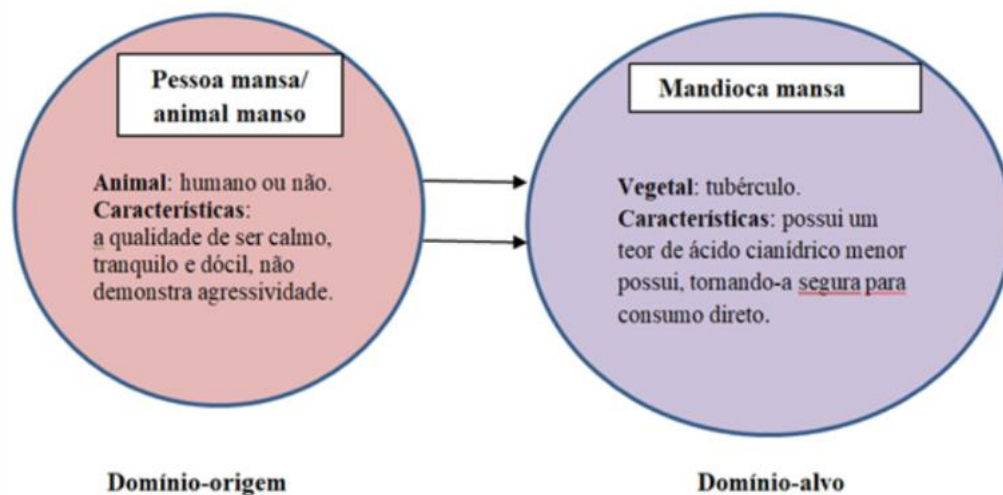 Pessoa mansa/
animal manso
Animal: humano ou não.
Características:
a qualidade de ser calmo,
tranquilo e dócil, não
demonstra agressividade.
Mandioca mansa
Vegetal: tubérculo.
Características: possui um
teor de ácido cianídrico menor
possui, tornando-a segura para
consumo direto.
Domínio-origem
Domínio-alvo